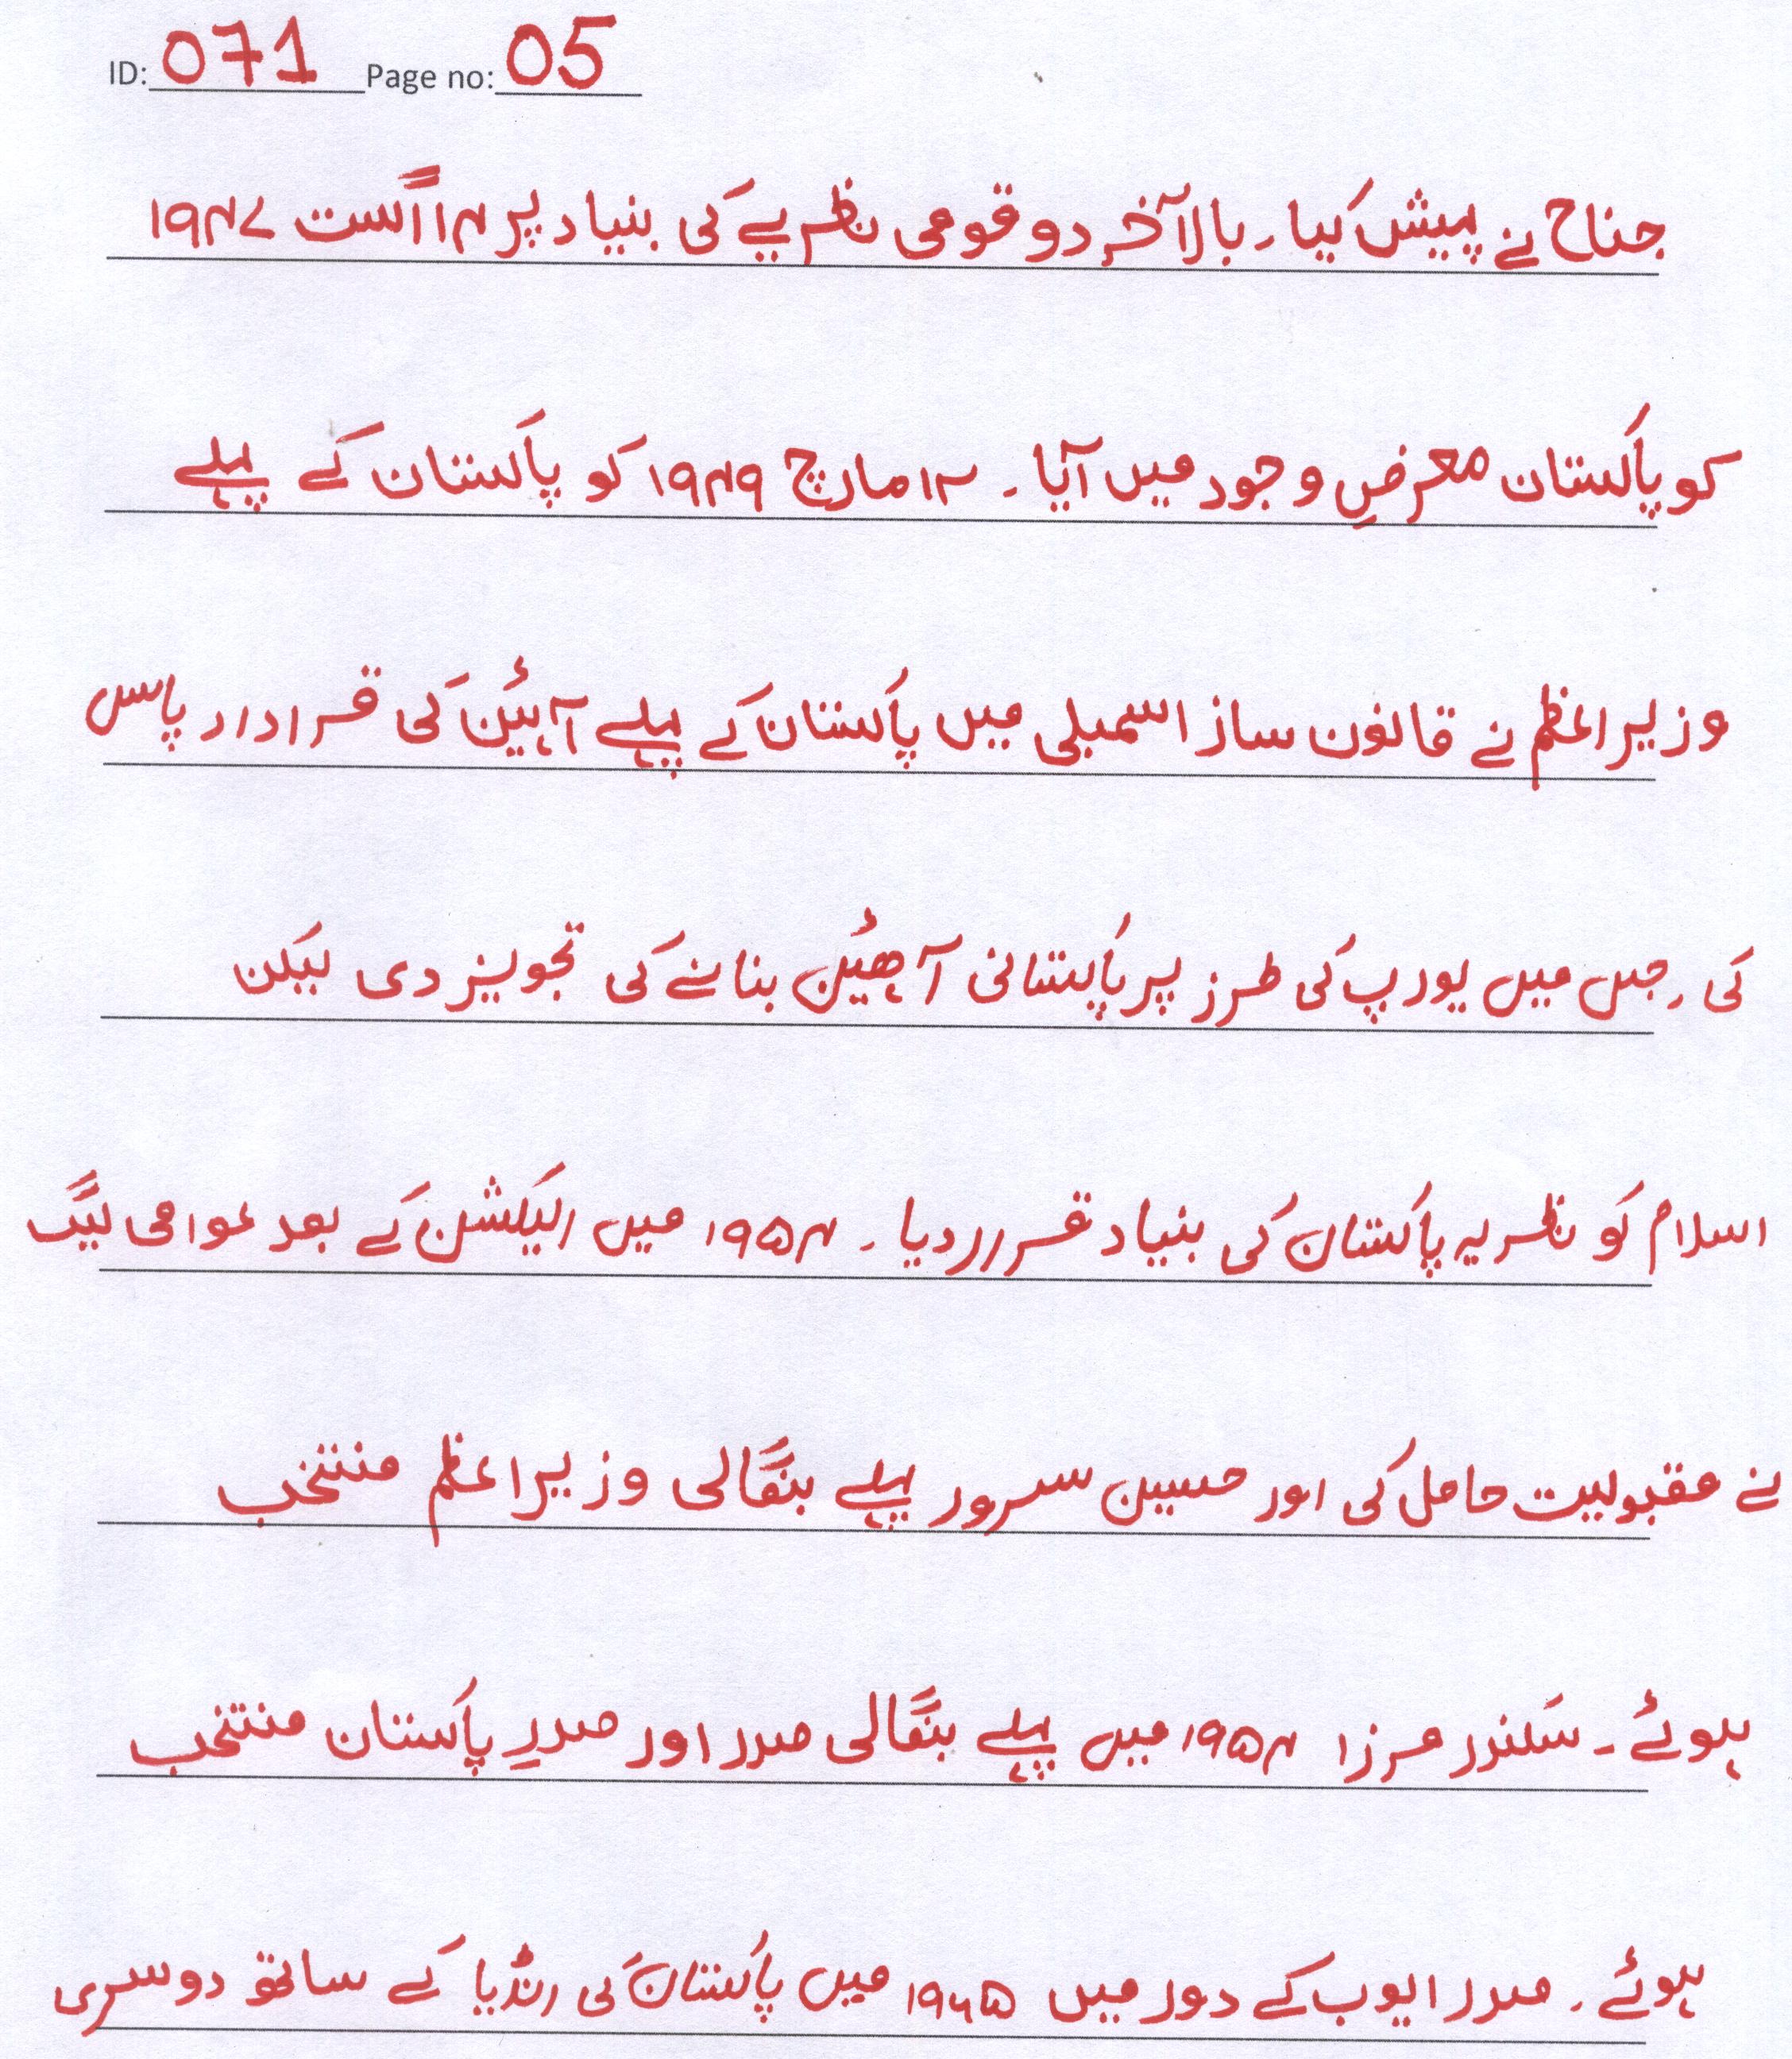 ID: 071 Page no: 05
جناح نے پیش کیا۔ بالاآخر دو قومی نظریے کی بنیاد پر ۱۴ اگست ۱۹۴۷
کو پاکستان معرضِ وجود میں آیا۔ ۱۲ مارچ ۱۹۴۹ کو پاکستان کے پہلے
وزیراعظم نے قانون ساز اسمبلی میں پاکستان کے پہلے آہئین کی قرادار پاس
کی۔ جس میں یورپ کی طرز پر پاکستانی آھئین بنانے کی تجویز دی لیکن
اسلام کو نظریہ پاکستان کی بنیاد قرار دیا۔ ۱۹۵۴ میں الیکشن کے بعد عوامی لیگ
نے مقبولیت حاصل کی اور حسین سرور پہلے بنگالی وزیراعظم منتخب
ہوئے۔ سکندر مرزا ۱۹۵۴ میں پہلے بنگالی صدر اور صدرِ پاکستان منتخب
ہوئے۔ صدر ایوب کے دور میں ۱۹۶۵ میں پاکستان کی انڈیا کے ساتھ دوسری